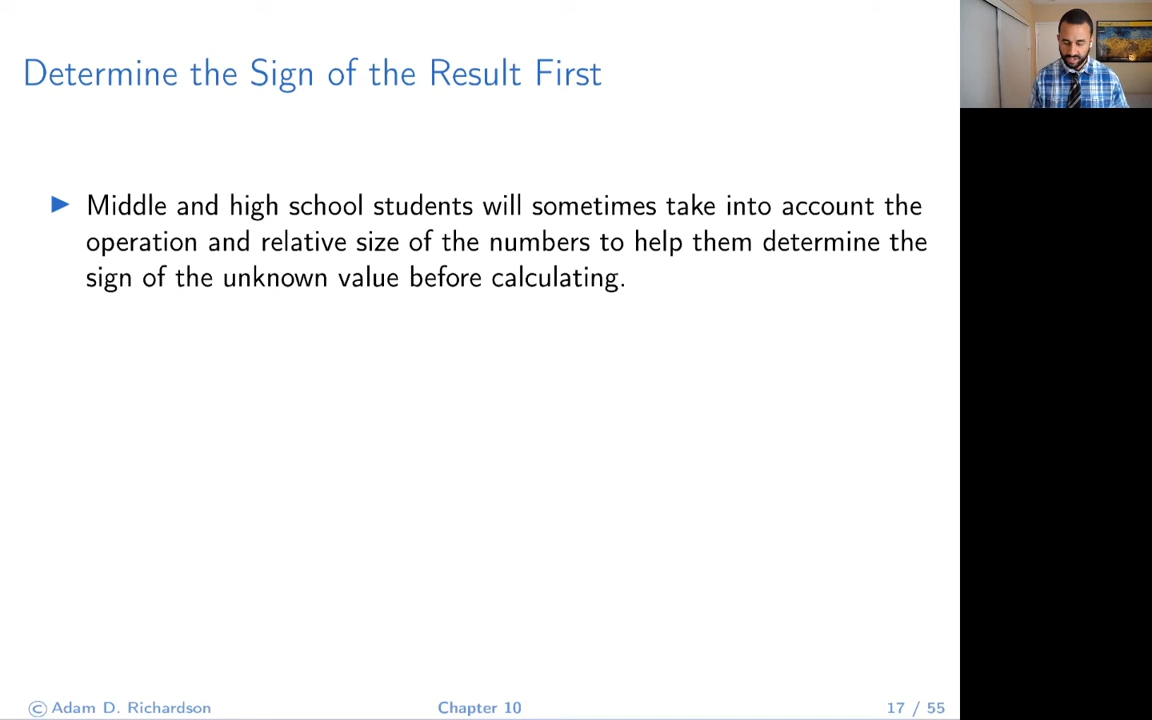 Determine the Sign of the Result First
▶ Middle and high school students will sometimes take into account the
operation and relative size of the numbers to help them determine the
sign of the unknown value before calculating.
© Adam D. Richardson
Chapter 10
17 / 55